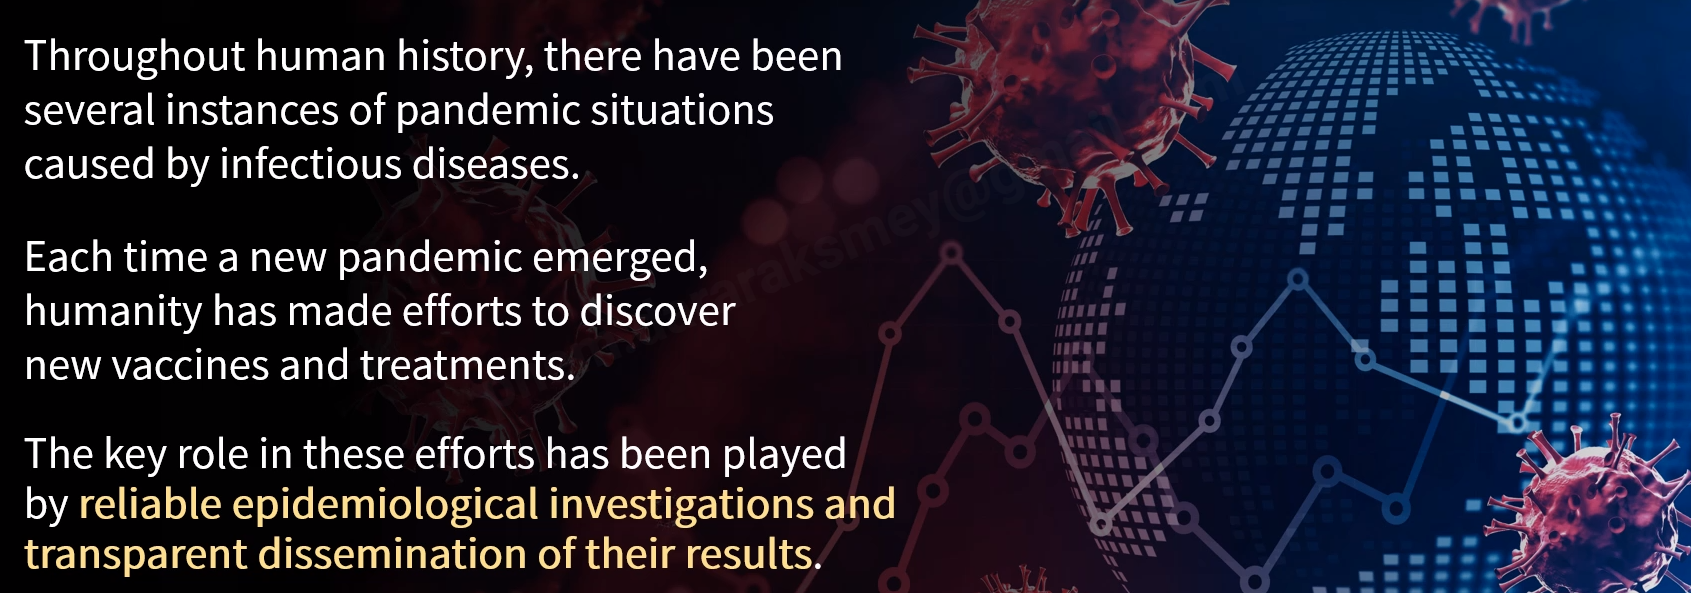 Throughout human history, there have been
several instances of pandemic situations
caused by infectious diseases.
Each time a new pandemic emerged,
humanity has made efforts to discover
new vaccines and treatments.
The key role in these efforts has been played
by reliable epidemiological investigations and
transparent dissemination of their results.